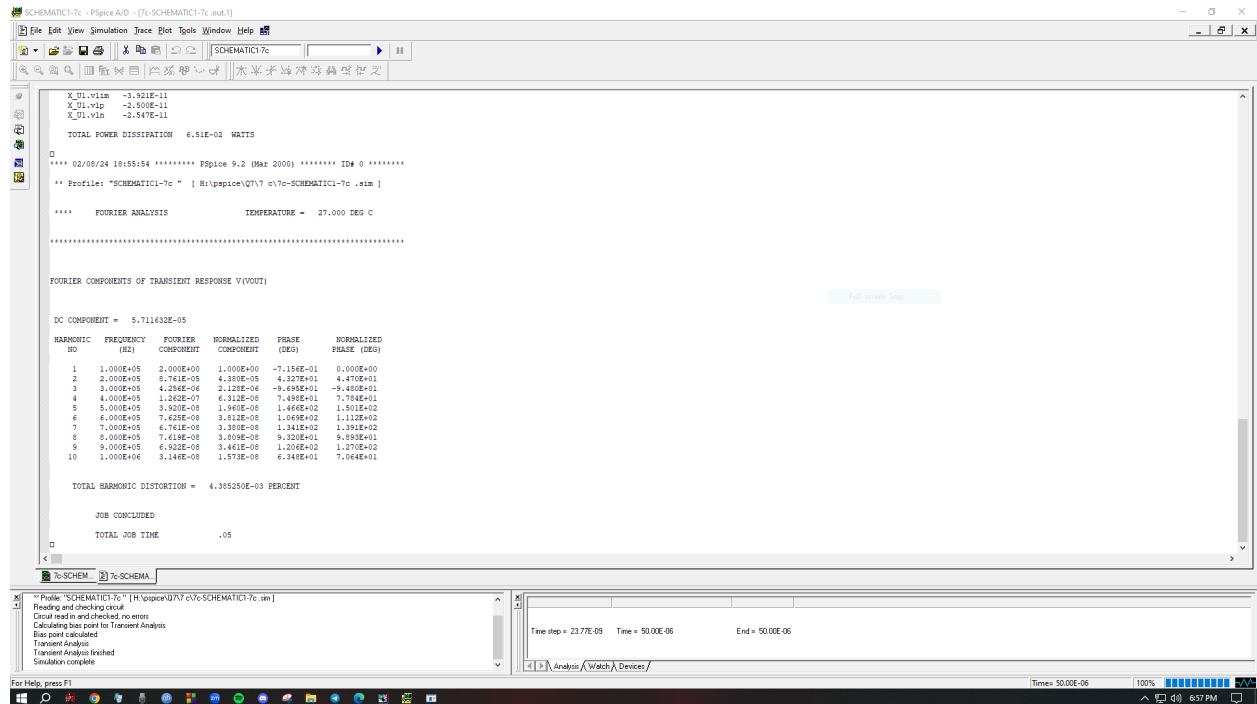 SCHEMATIC1-7c - PSpice A/D - [7c-SCHEMATIC1-7c .out.1]
File Edit View Simulation Trace Plot Tools Window Help
SCHEMATIC1-7c
X_U1.vlim -3.921E-11
X_U1.vlp -2.500E-11
X_U1.vln -2.547E-11
TOTAL POWER DISSIPATION 6.51E-02 WATTS
**** 02/08/24 18:55:54 ********* PSpice 9.2 (Mar 2000) ******** ID# 0 ********
** Profile: "SCHEMATIC1-7c " [ H:\pspice\Q7\7 c\7c-SCHEMATIC1-7c .sim ]
**** FOURIER ANALYSIS TEMPERATURE = 27.000 DEG C
******************************************************************************
FOURIER COMPONENTS OF TRANSIENT RESPONSE V(VOUT)
Full-screen Snip
DC COMPONENT = 5.711632E-05
HARMONIC FREQUENCY FOURIER NORMALIZED PHASE NORMALIZED
NO (HZ) COMPONENT COMPONENT (DEG) PHASE (DEG)
1 1.000E+05 2.000E+00 1.000E+00 -7.156E-01 0.000E+00
2 2.000E+05 8.761E-05 4.380E-05 4.327E+01 4.470E+01
3 3.000E+05 4.256E-06 2.128E-06 -9.695E+01 -9.480E+01
4 4.000E+05 1.262E-07 6.312E-08 7.498E+01 7.784E+01
5 5.000E+05 3.920E-08 1.960E-08 1.466E+02 1.501E+02
6 6.000E+05 7.625E-08 3.812E-08 1.069E+02 1.112E+02
7 7.000E+05 6.761E-08 3.380E-08 1.341E+02 1.391E+02
8 8.000E+05 7.619E-08 3.809E-08 9.320E+01 9.893E+01
9 9.000E+05 6.922E-08 3.461E-08 1.206E+02 1.270E+02
10 1.000E+06 3.146E-08 1.573E-08 6.348E+01 7.064E+01
TOTAL HARMONIC DISTORTION = 4.385250E-03 PERCENT
JOB CONCLUDED
TOTAL JOB TIME .05
7c-SCHEM... 7c-SCHEMA...
** Profile: "SCHEMATIC1-7c " [ H:\pspice\Q7\7 c\7c-SCHEMATIC1-7c .sim ]
Reading and checking circuit
Circuit read in and checked, no errors
Calculating bias point for Transient Analysis
Bias point calculated
Transient Analysis
Transient Analysis finished
Simulation complete
Time step = 23.77E-09 Time = 50.00E-06 End = 50.00E-06
Analysis Watch Devices
For Help, press F1
Time= 50.00E-06 100%
6:57 PM